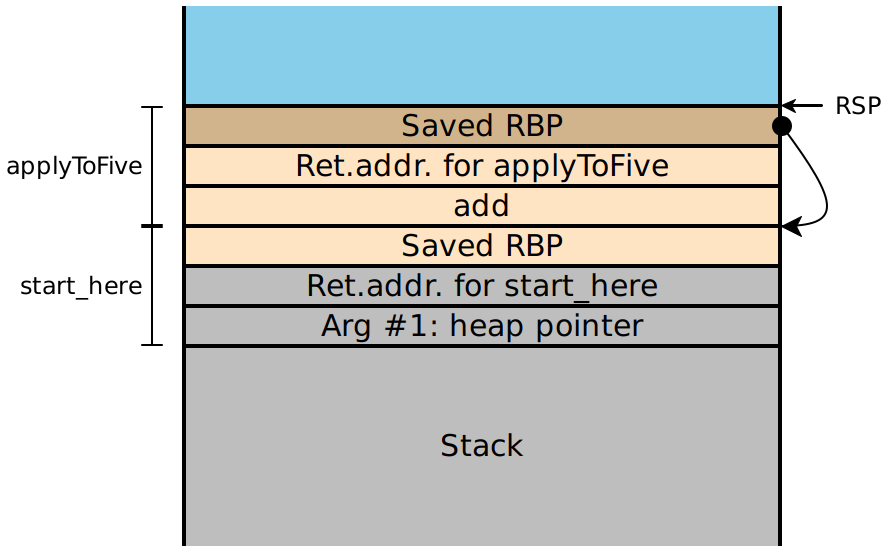 RSP
Saved RBP
applyToFive
Ret.addr. for applyToFive
add
Saved RBP
start_here
Ret.addr. for start_here
Arg #1: heap pointer
Stack